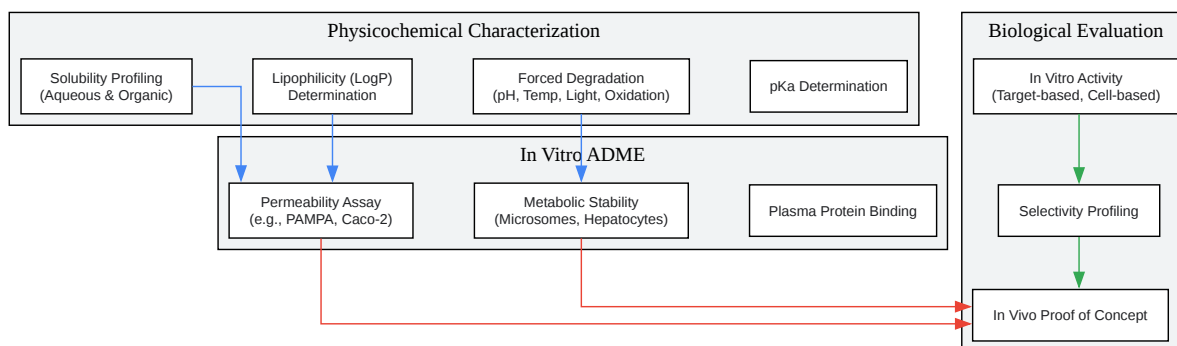 Physicochemical Characterization
Solubility Profiling
(Aqueous & Organic)
Lipophilicity (LogP)
Determination
Forced Degradation
(pH, Temp, Light, Oxidation)
pKa Determination
In Vitro ADME
Permeability Assay
(e.g., PAMPA, Caco-2)
Metabolic Stability
(Microsomes, Hepatocytes)
Plasma Protein Binding
Biological Evaluation
In Vitro Activity
(Target-based, Cell-based)
Selectivity Profiling
In Vivo Proof of Concept